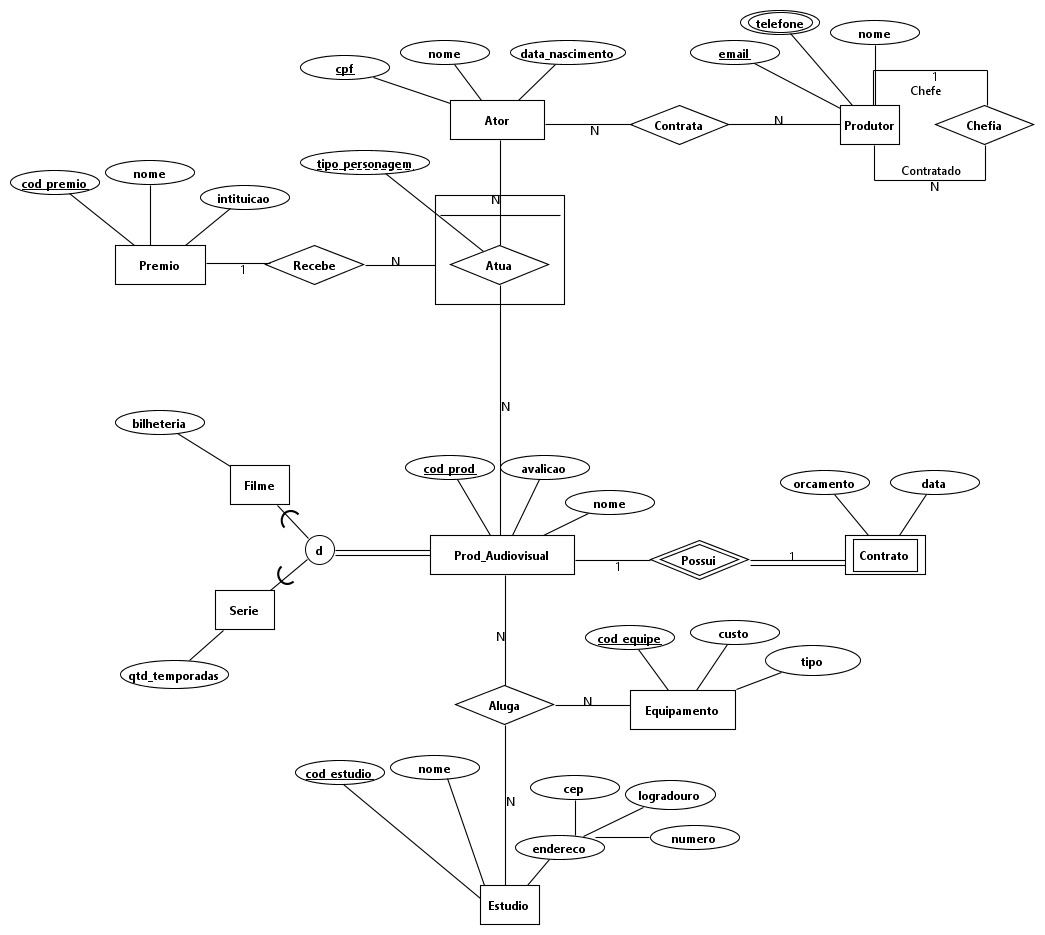 telefone
nome
email
nome
data_nascimento
cpf
1
Chefe
Ator
N
Contrata
N
Produtor
Chefia
tipo_personagem
Contratado
N
cod_premio
nome
intituicao
N
Premio
1
Recebe
N
Atua
N
bilheteria
cod_prod
avalicao
nome
orcamento
data
Filme
d
Prod_Audiovisual
1
Possui
1
Contrato
Serie
qtd_temporadas
N
cod_equipe
custo
tipo
Aluga
N
Equipamento
cod_estudio
nome
N
cep
logradouro
numero
endereco
Estudio